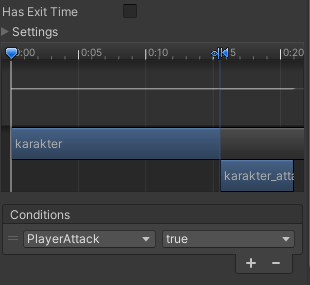 Has Exit Time
Settings
0:00 0:05 0:10 0:15 0:20
karakter
karakter_atta
Conditions
PlayerAttack true
+ -